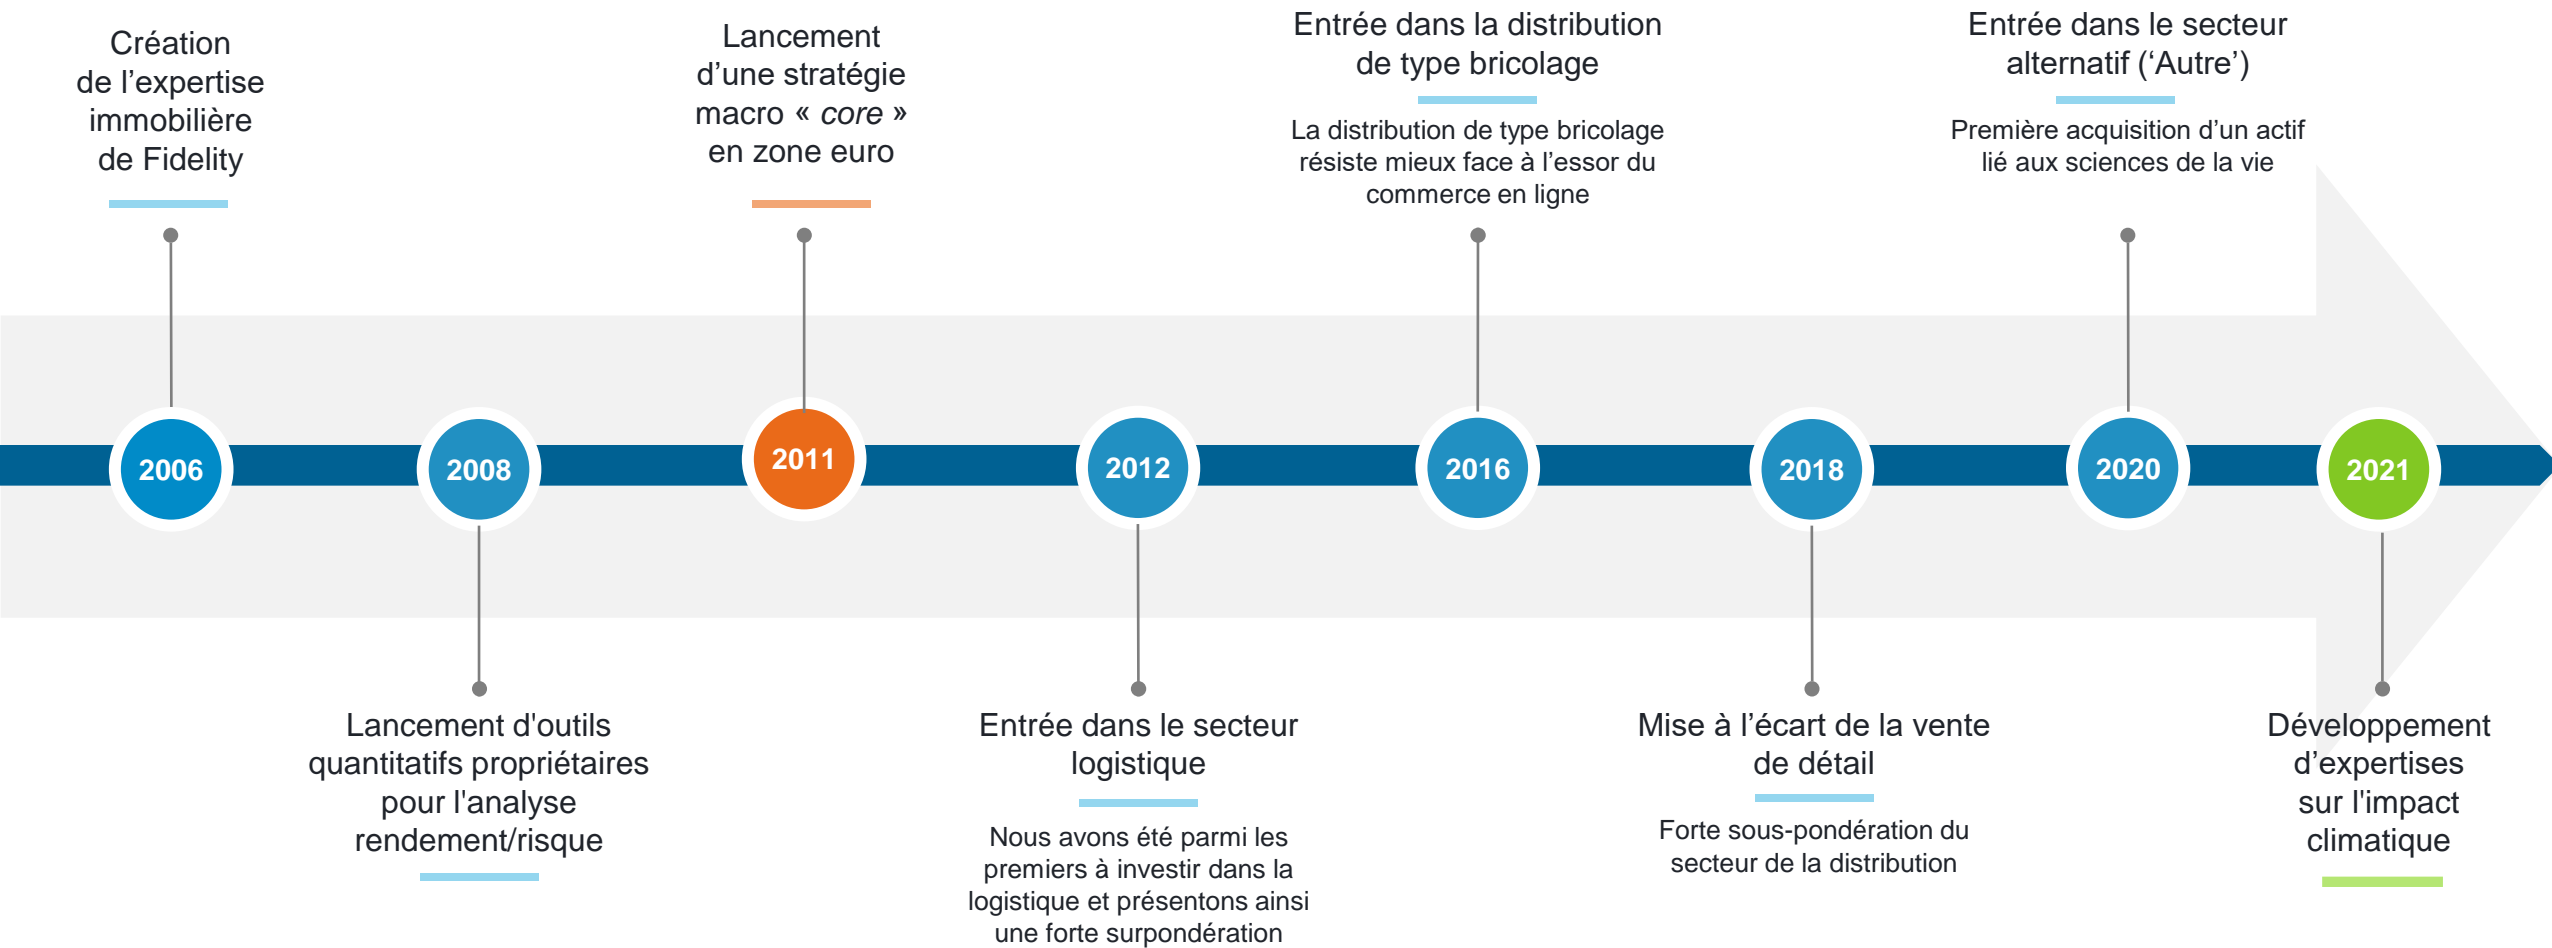 Création
de l’expertise
immobilière
de Fidelity
2006
Lancement d'outils
quantitatifs propriétaires
pour l'analyse
rendement/risque
2008
Lancement
d’une stratégie
macro « core »
en zone euro
2011
Entrée dans le secteur
logistique
Nous avons été parmi les
premiers à investir dans la
logistique et présentons ainsi
une forte surpondération
2012
Entrée dans la distribution
de type bricolage
La distribution de type bricolage
résiste mieux face à l’essor du
commerce en ligne
2016
Mise à l’écart de la vente
de détail
Forte sous-pondération du
secteur de la distribution
2018
Entrée dans le secteur
alternatif (‘Autre’)
Première acquisition d’un actif
lié aux sciences de la vie
2020
Développement
d’expertises
sur l'impact
climatique
2021